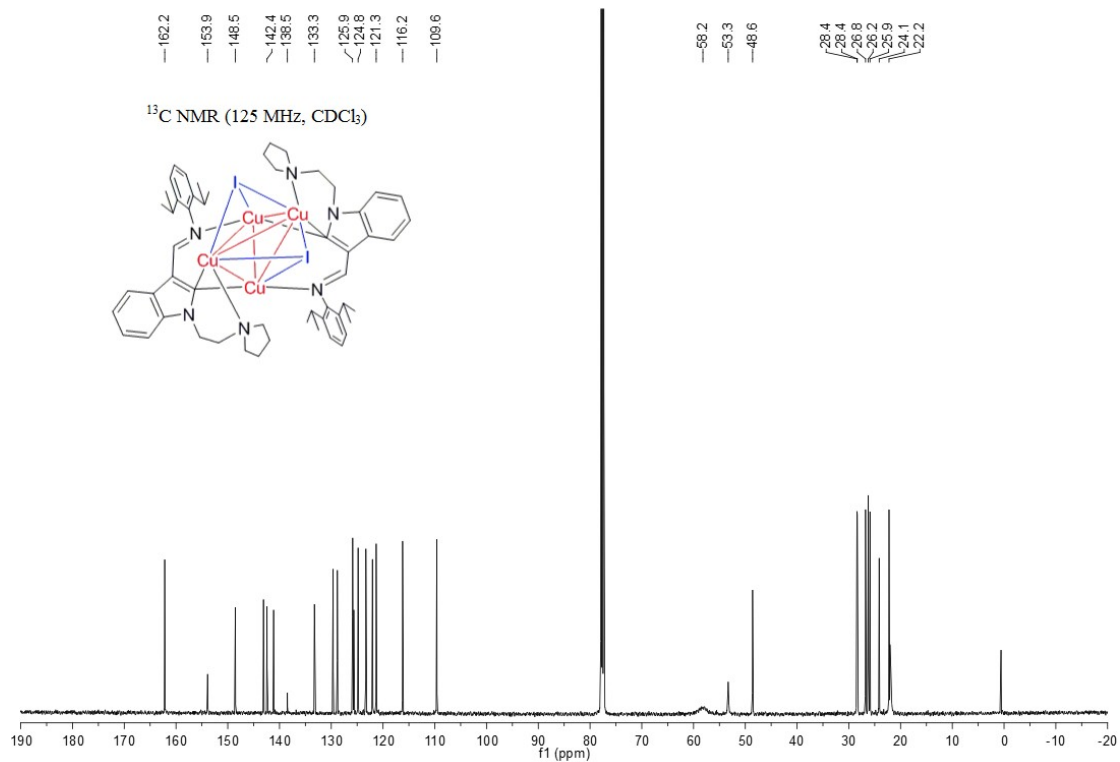 162.2 153.9 148.5 142.4 138.5 133.3 125.9 124.8 121.3 116.2 109.6 58.2 53.3 48.6 28.4 28.4 26.8 26.2 25.9 24.1 22.2
13C NMR (125 MHz, CDCl3)
N
I
N
Cu Cu
N
Cu
I
Cu
N
N
N
190 180 170 160 150 140 130 120 110 100 90 80 70 60 50 40 30 20 10 0 -10 -20
f1 (ppm)